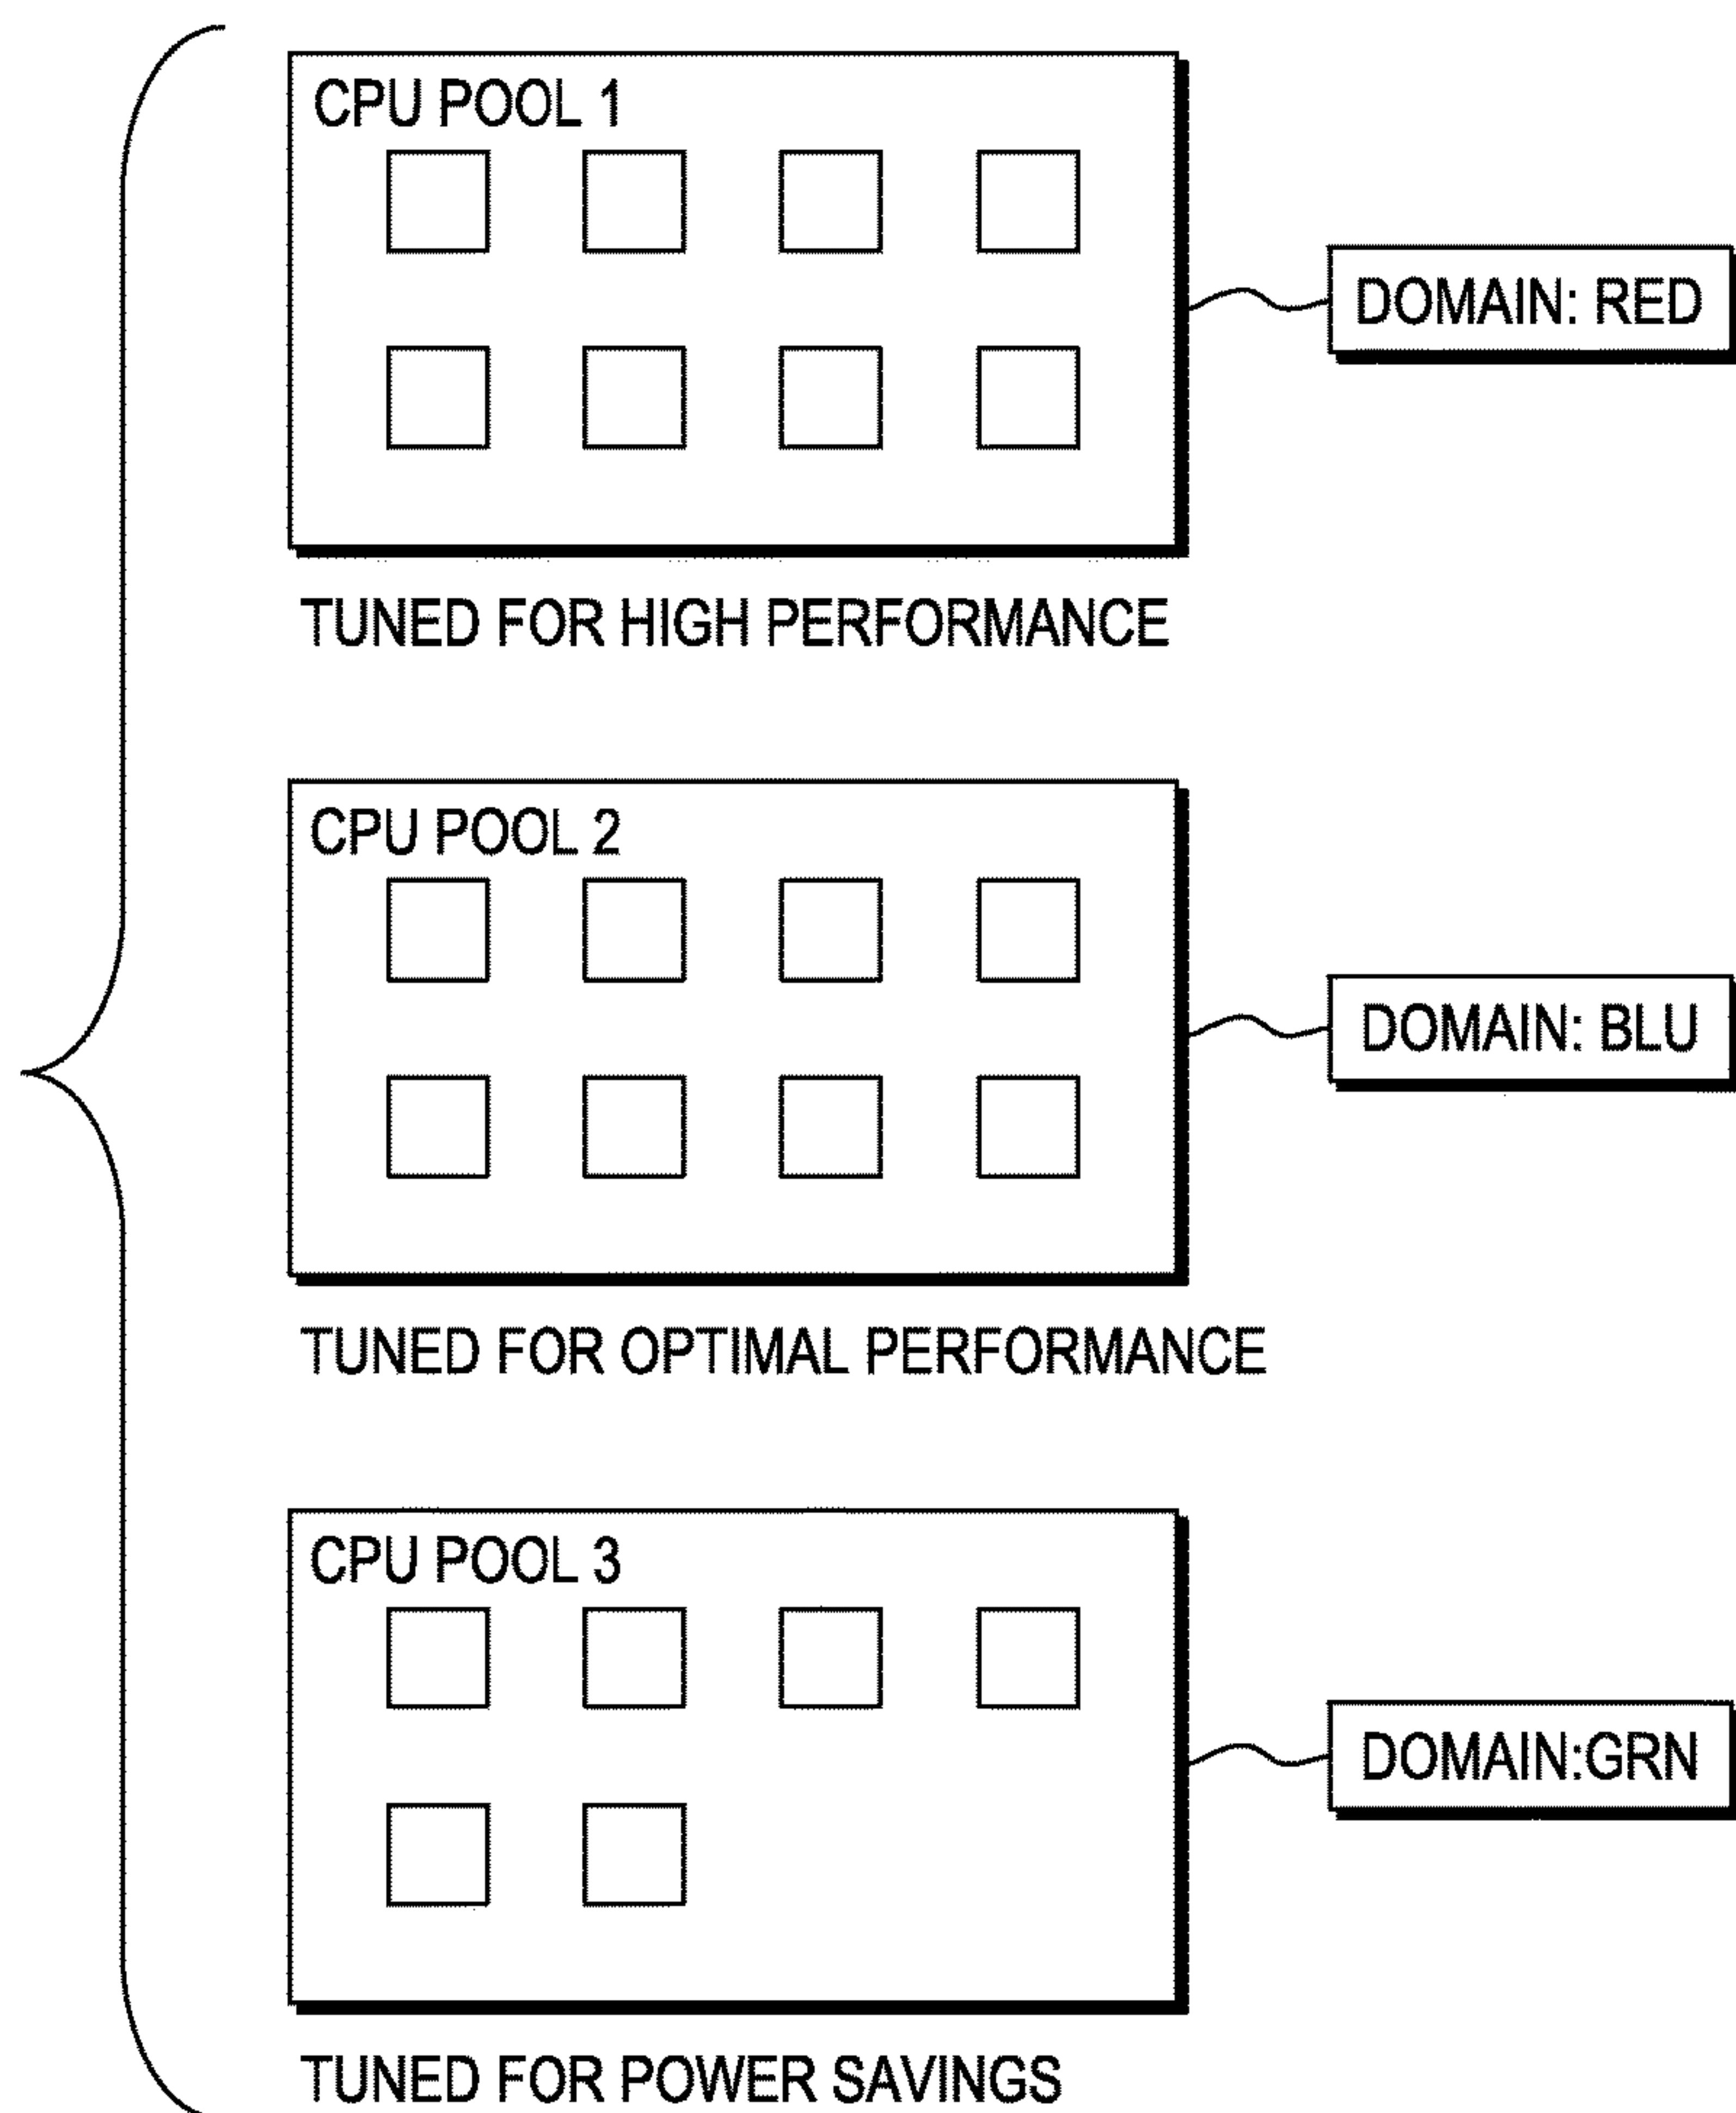 CPU POOL 1
DOMAIN: RED
TUNED FOR HIGH PERFORMANCE
CPU POOL 2
DOMAIN: BLU
TUNED FOR OPTIMAL PERFORMANCE
CPU POOL 3
DOMAIN:GRN
TUNED FOR POWER SAVINGS